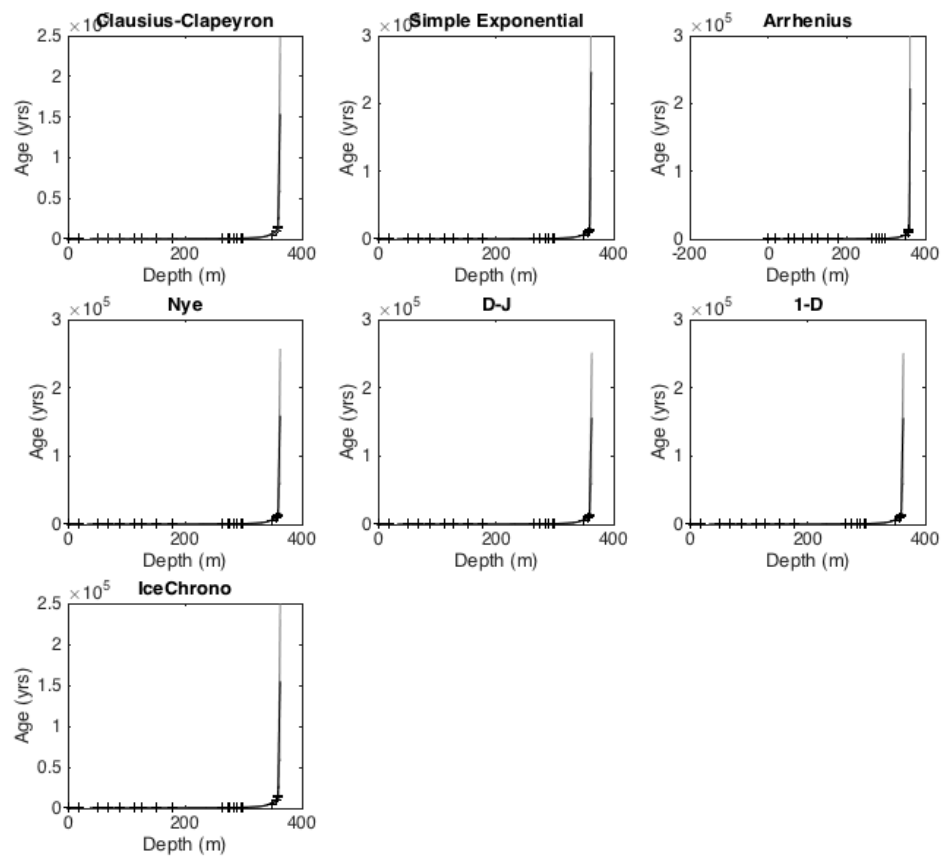 Clausius-Clapeyron
×10
2.5
2
1.5
1
0.5
0
0 200 400
Age (yrs)
Depth (m)
Simple Exponential
×10
3
2
1
0
0 200 400
Age (yrs)
Depth (m)
Arrhenius
×10^5
3
2
1
0
-200 0 200 400
Age (yrs)
Depth (m)
Nye
×10^5
3
2
1
0
0 200 400
Age (yrs)
Depth (m)
D-J
×10^5
3
2
1
0
0 200 400
Age (yrs)
Depth (m)
1-D
×10^5
3
2
1
0
0 200 400
Age (yrs)
Depth (m)
IceChrono
×10^5
2.5
2
1.5
1
0.5
0
0 200 400
Age (yrs)
Depth (m)